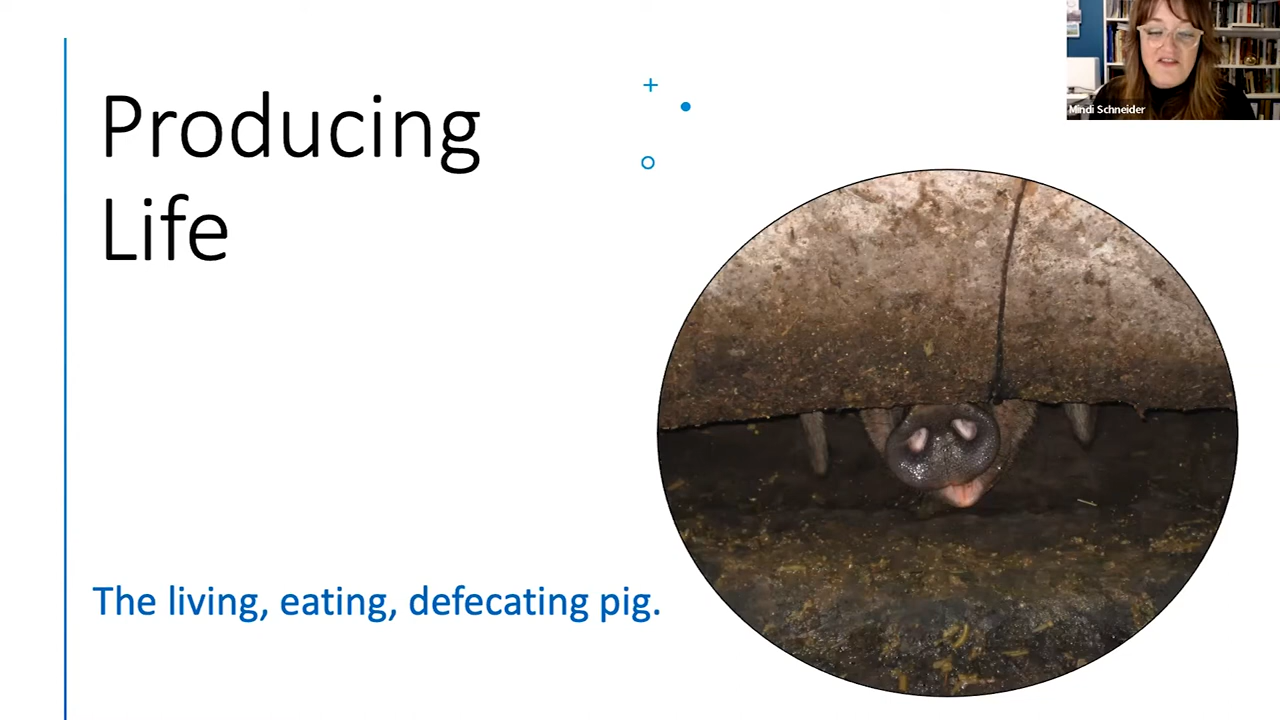 Producing
Life
Mindi Schneider
The living, eating, defecating pig.